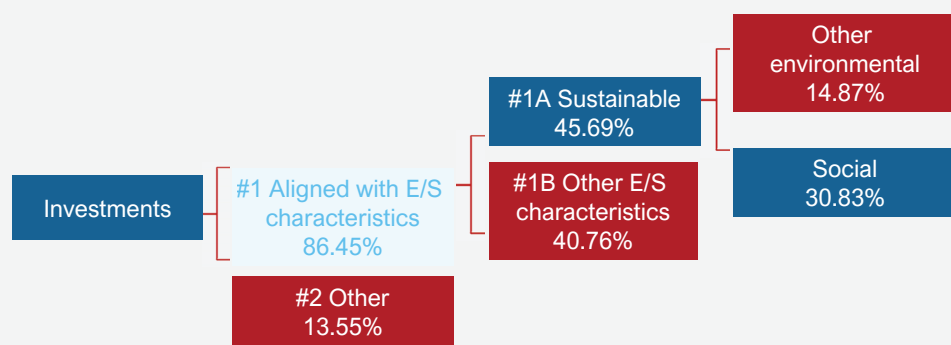 Investments
#1 Aligned with E/S
characteristics
86.45%
#2 Other
13.55%
#1A Sustainable
45.69%
#1B Other E/S
characteristics
40.76%
Other
environmental
14.87%
Social
30.83%